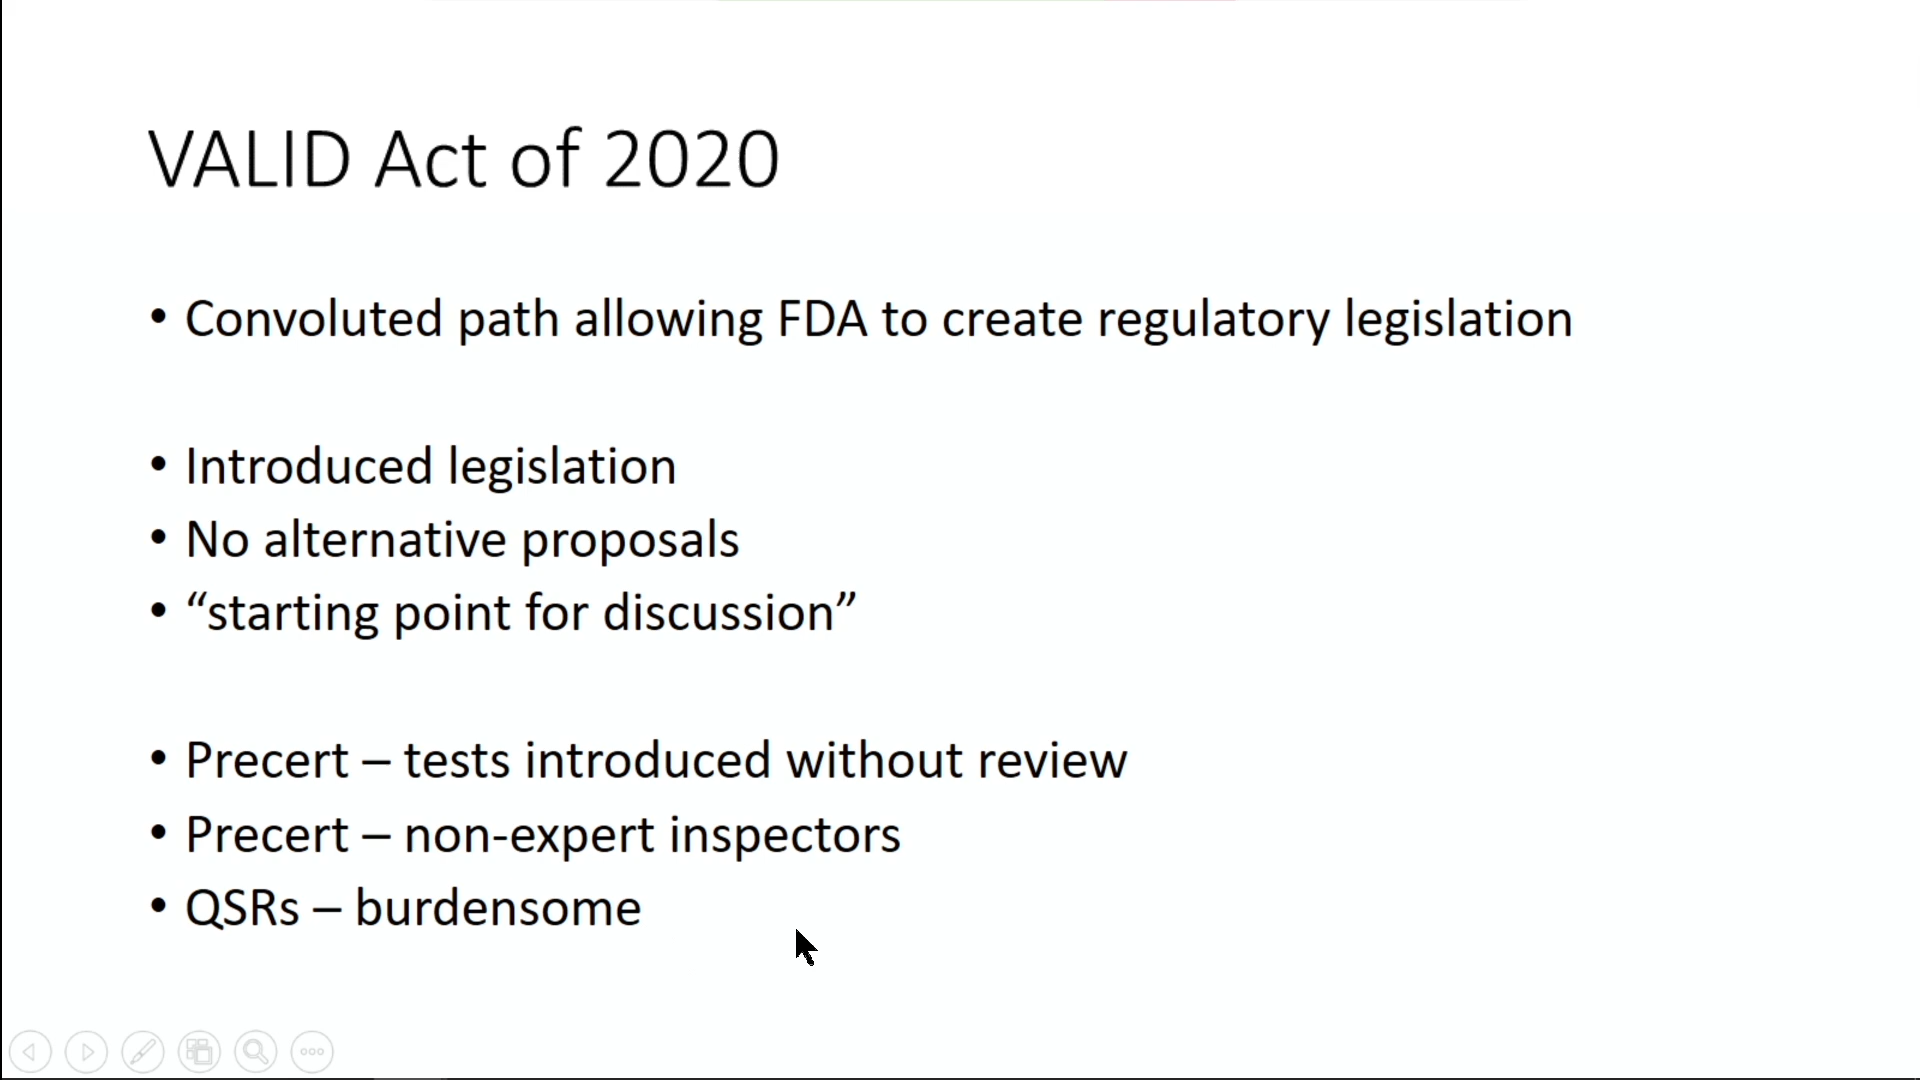 VALID Act of 2020
• Convoluted path allowing FDA to create regulatory legislation
• Introduced legislation
• No alternative proposals
• “starting point for discussion”
• Precert – tests introduced without review
• Precert – non-expert inspectors
• QSRs – burdensome